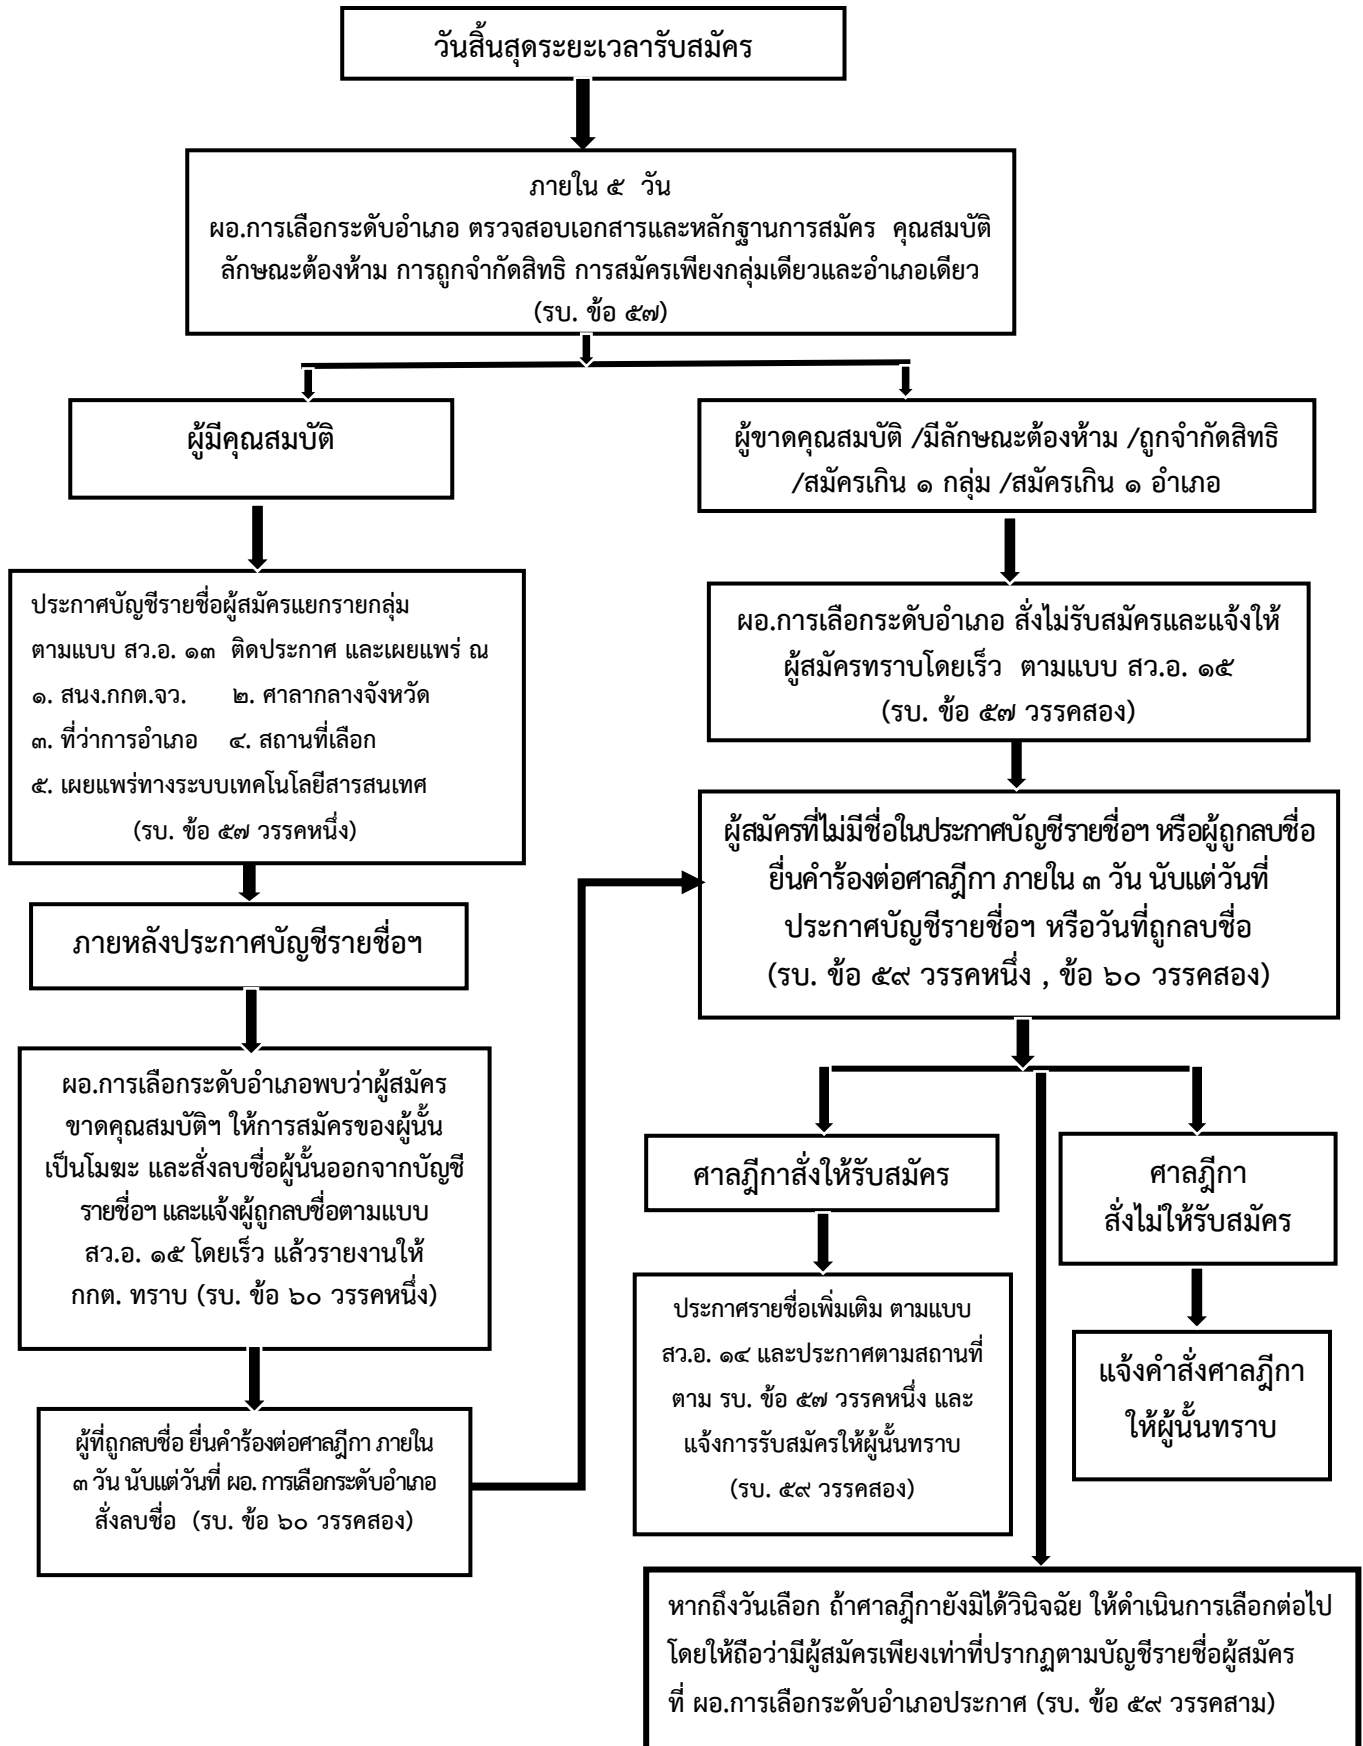 วันสิ้นสุดระยะเวลารับสมัคร
ภายใน ๕ วัน
ผอ.การเลือกระดับอำเภอ ตรวจสอบเอกสารและหลักฐานการสมัคร คุณสมบัติ
ลักษณะต้องห้าม การถูกจำกัดสิทธิ การสมัครเพียงกลุ่มเดียวและอำเภอเดียว
(รบ. ข้อ ๕๗)
ผู้มีคุณสมบัติ
ประกาศบัญชีรายชื่อผู้สมัครแยกรายกลุ่ม
ตามแบบ สว.อ. ๑๓ ติดประกาศ และเผยแพร่ ณ
๑. สนง.กกต.จว. ๒. ศาลากลางจังหวัด
๓. ที่ว่าการอำเภอ ๔. สถานที่เลือก
๕. เผยแพร่ทางระบบเทคโนโลยีสารสนเทศ
(รบ. ข้อ ๕๗ วรรคหนึ่ง)
ภายหลังประกาศบัญชีรายชื่อฯ
ผอ.การเลือกระดับอำเภอพบว่าผู้สมัคร
ขาดคุณสมบัติฯ ให้การสมัครของผู้นั้น
เป็นโมฆะ และสั่งลบชื่อผู้นั้นออกจากบัญชี
รายชื่อฯ และแจ้งผู้ถูกลบชื่อตามแบบ
สว.อ. ๑๕ โดยเร็ว แล้วรายงานให้
กกต. ทราบ (รบ. ข้อ ๖๐ วรรคหนึ่ง)
ผู้ที่ถูกลบชื่อ ยื่นคำร้องต่อศาลฎีกา ภายใน
๓ วัน นับแต่วันที่ ผอ. การเลือกระดับอำเภอ
สั่งลบชื่อ (รบ. ข้อ ๖๐ วรรคสอง)
ผู้ขาดคุณสมบัติ /มีลักษณะต้องห้าม /ถูกจำกัดสิทธิ
/สมัครเกิน ๑ กลุ่ม /สมัครเกิน ๑ อำเภอ
ผอ.การเลือกระดับอำเภอ สั่งไม่รับสมัครและแจ้งให้
ผู้สมัครทราบโดยเร็ว ตามแบบ สว.อ. ๑๕
(รบ. ข้อ ๕๗ วรรคสอง)
ผู้สมัครที่ไม่มีชื่อในประกาศบัญชีรายชื่อฯ หรือผู้ถูกลบชื่อ
ยื่นคำร้องต่อศาลฎีกา ภายใน ๓ วัน นับแต่วันที่
ประกาศบัญชีรายชื่อฯ หรือวันที่ถูกลบชื่อ
(รบ. ข้อ ๕๙ วรรคหนึ่ง , ข้อ ๖๐ วรรคสอง)
ศาลฎีกาสั่งให้รับสมัคร
ประกาศรายชื่อเพิ่มเติม ตามแบบ
สว.อ. ๑๔ และประกาศตามสถานที่
ตาม รบ. ข้อ ๕๗ วรรคหนึ่ง และ
แจ้งการรับสมัครให้ผู้นั้นทราบ
(รบ. ๕๙ วรรคสอง)
ศาลฎีกา
สั่งไม่ให้รับสมัคร
แจ้งคำสั่งศาลฎีกา
ให้ผู้นั้นทราบ
หากถึงวันเลือก ถ้าศาลฎีกายังมิได้วินิจฉัย ให้ดำเนินการเลือกต่อไป
โดยให้ถือว่ามีผู้สมัครเพียงเท่าที่ปรากฏตามบัญชีรายชื่อผู้สมัคร
ที่ ผอ.การเลือกระดับอำเภอประกาศ (รบ. ข้อ ๕๙ วรรคสาม)